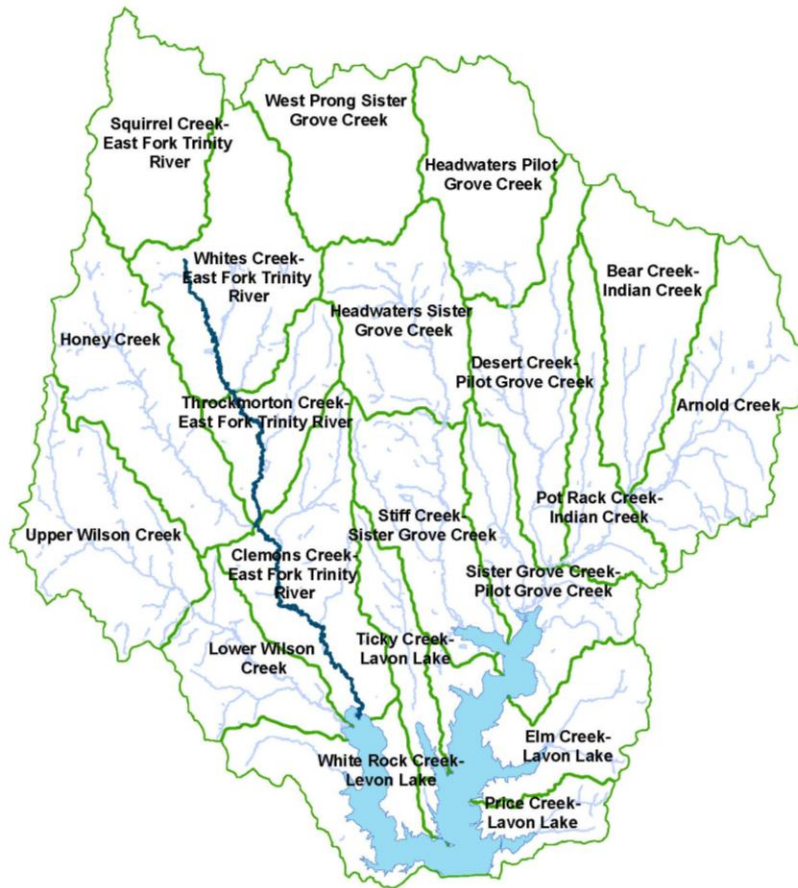 West Prong Sister
Grove Creek
Squirrel Creek-
East Fork Trinity
River
Headwaters Pilot
Grove Creek
Whites Creek-
East Fork Trinity
River
Bear Creek-
Indian Creek
Headwaters Sister
Grove Creek
Honey Creek
Desert Creek-
Pilot Grove Creek
Throckmorton Creek-
East Fork Trinity River
Arnold Creek
Pot Rack Creek-
Indian Creek
Stiff Creek-
Sister Grove Creek
Upper Wilson Creek
Clemons Creek-
East Fork Trinity
River
Sister Grove Creek-
Pilot Grove Creek
Ticky Creek-
Lavon Lake
Lower Wilson
Creek
Elm Creek-
Lavon Lake
White Rock Creek-
Levon Lake
Price Creek-
Lavon Lake